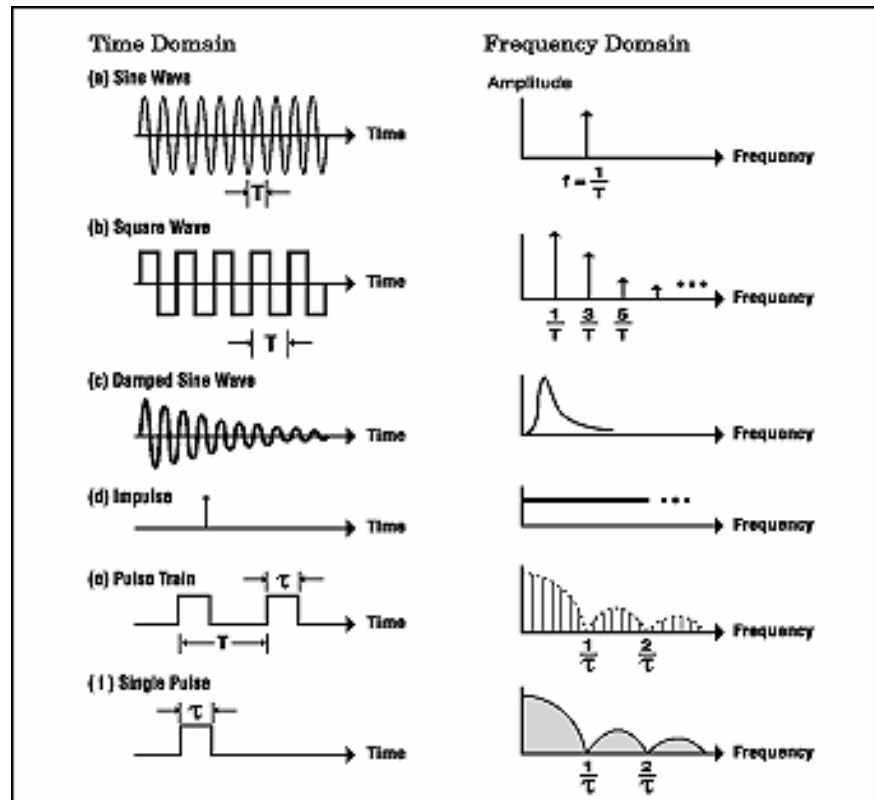 Time Domain
Frequency Domain
(a) Sine Wave
Amplitude
Time
Frequency
T
f = 1/T
(b) Square Wave
Time
Frequency
T
1/T 3/T 5/T
(c) Damped Sine Wave
Time
Frequency
(d) Impulse
Time
Frequency
(e) Pulse Train
τ
Time
Frequency
T
1/τ 2/τ
(f) Single Pulse
τ
Time
Frequency
1/τ 2/τ